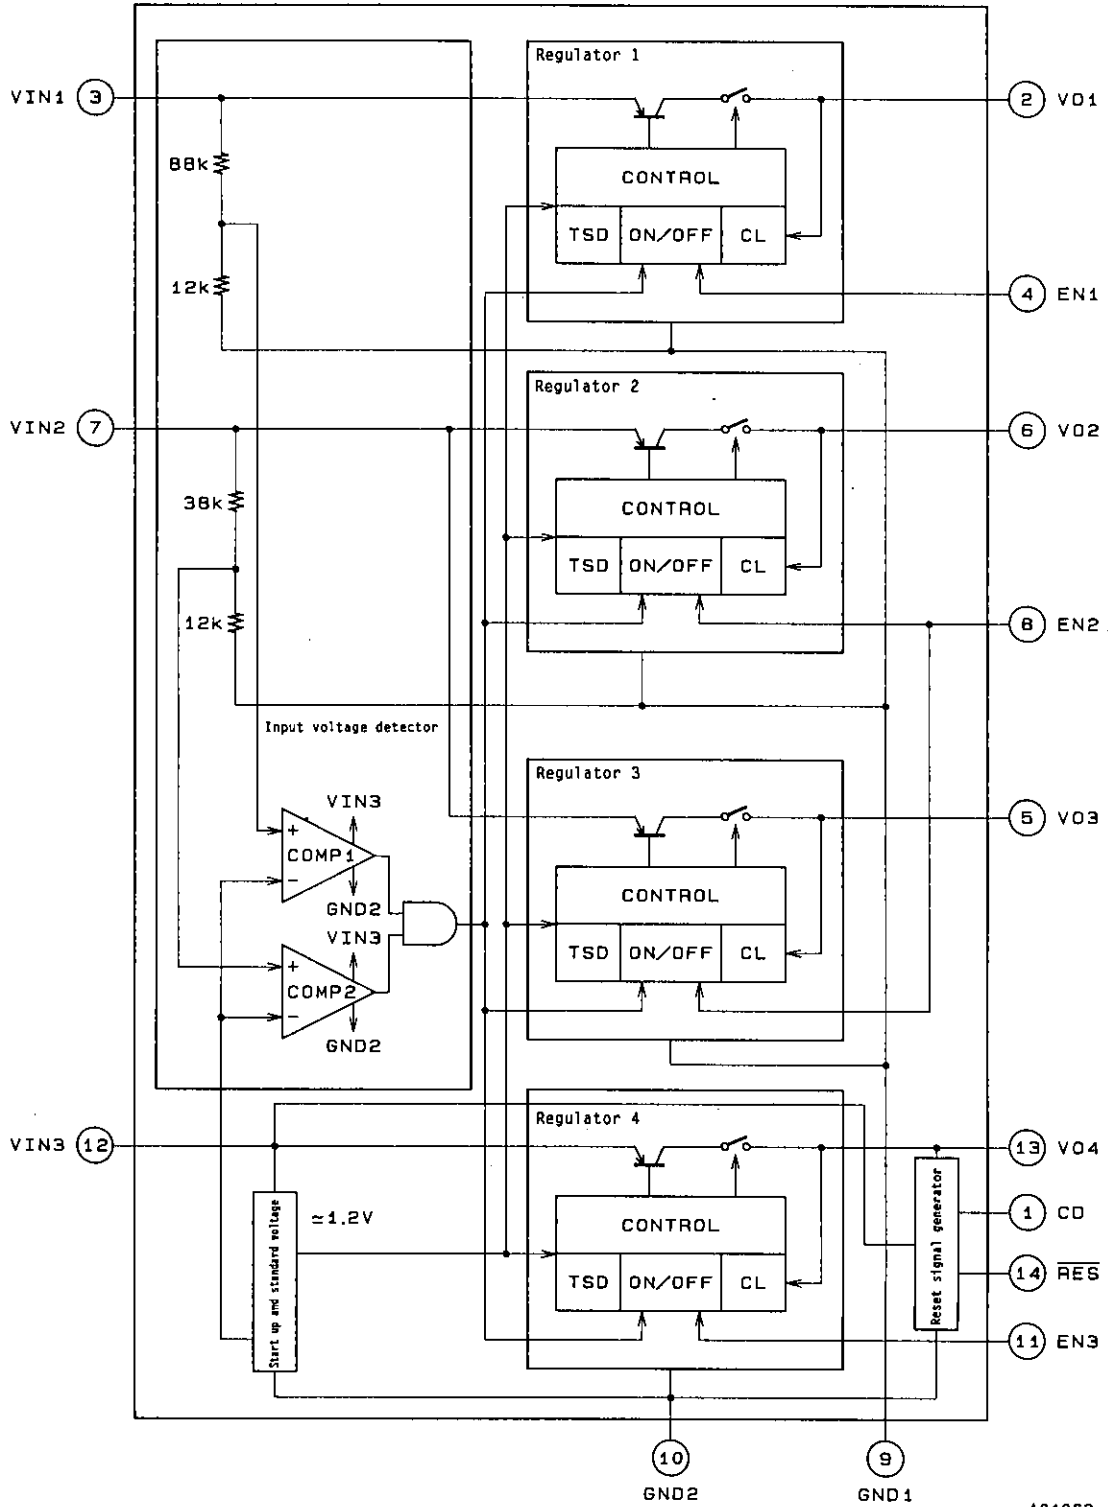 Regulator 1
VIN1 3
2 VO1
88k
CONTROL
TSD ON/OFF CL
12k
4 EN1
Regulator 2
VIN2 7
6 VO2
38k
CONTROL
TSD ON/OFF CL
12k
8 EN2
Input voltage detector
Regulator 3
VIN3
5 VO3
+
COMP1
-
CONTROL
GND2
VIN3
TSD ON/OFF CL
+
COMP2
-
GND2
Regulator 4
VIN3 12
13 VO4
≃1.2V
CONTROL
1 CD
Start up and standard voltage
Reset signal generator
14 RES
TSD ON/OFF CL
11 EN3
10
9
GND2
GND1